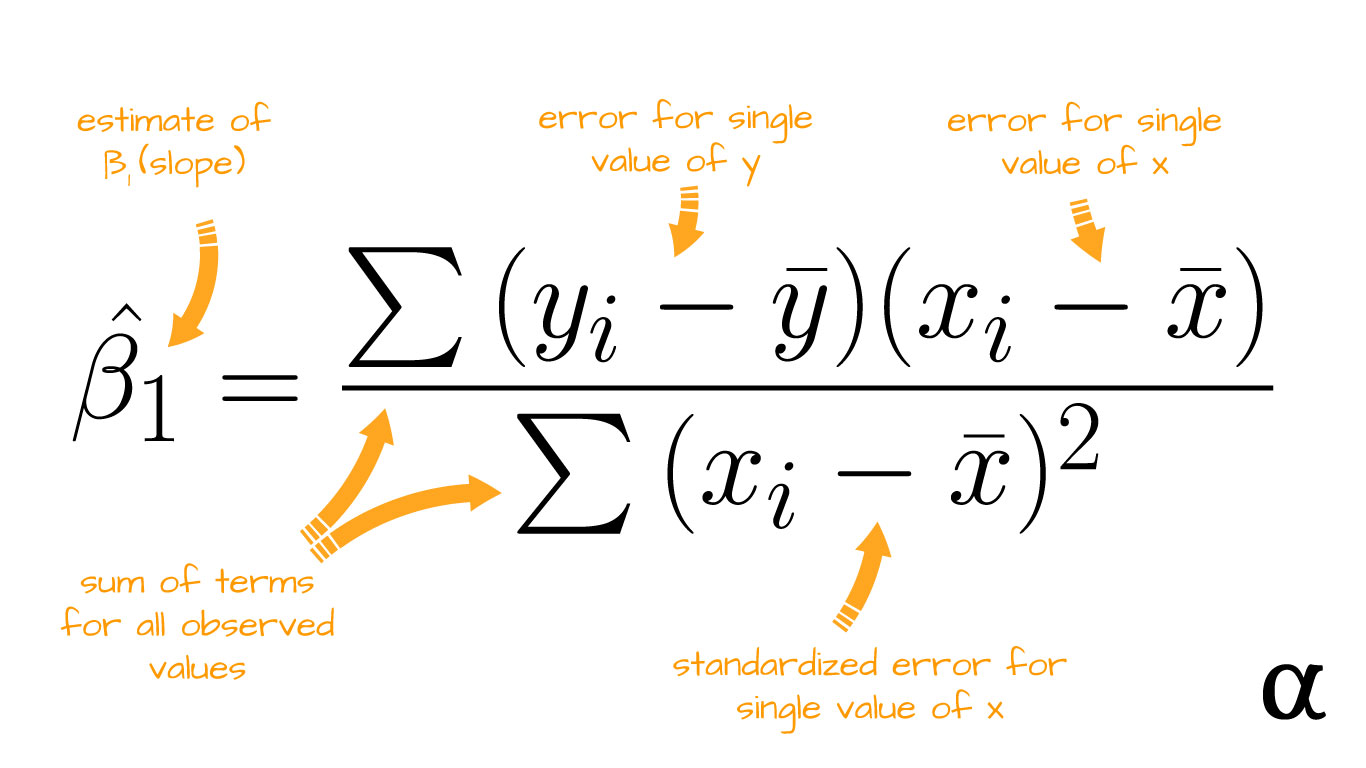 estimate of
β₁ (slope)
error for single
value of y
error for single
value of x
β̂₁ = ∑ (yᵢ − ȳ)(xᵢ − x̄)
∑ (xᵢ − x̄)²
sum of terms
for all observed
values
standardized error for
single value of x
α